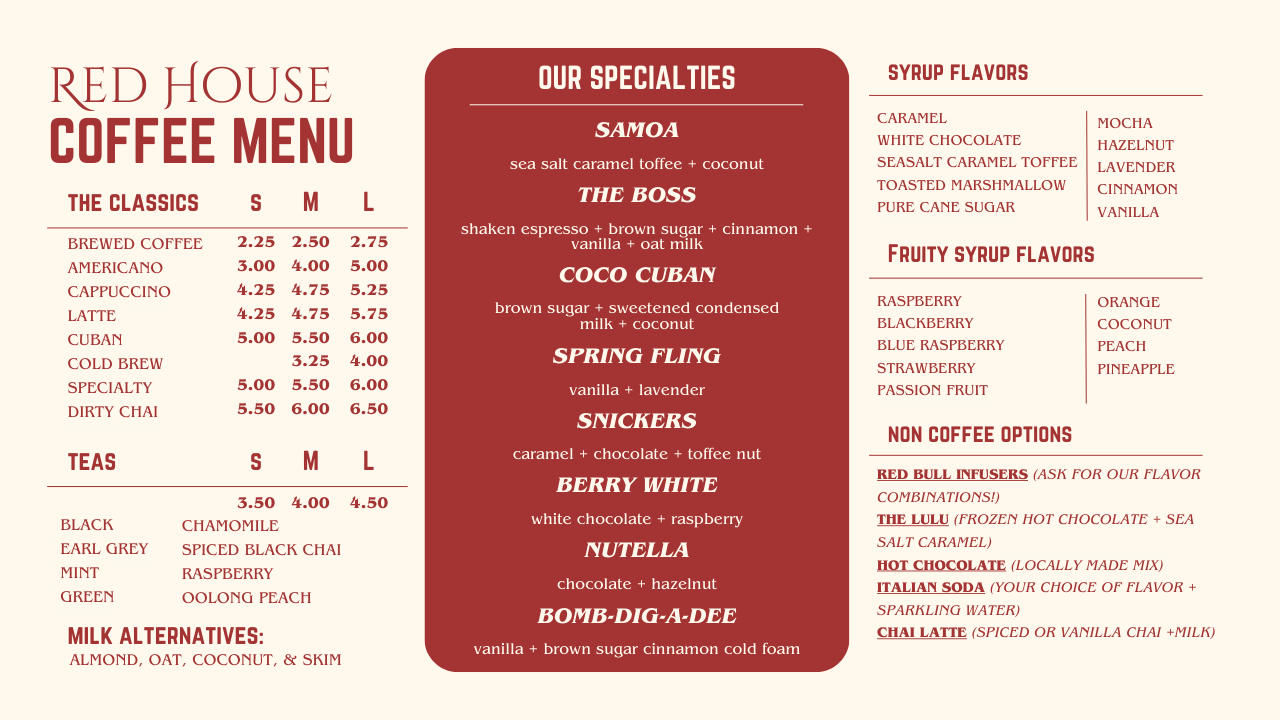 RED HOUSE
COFFEE MENU
THE CLASSICS S M L
BREWED COFFEE 2.25 2.50 2.75
AMERICANO 3.00 4.00 5.00
CAPPUCCINO 4.25 4.75 5.25
LATTE 4.25 4.75 5.75
CUBAN 5.00 5.50 6.00
COLD BREW 3.25 4.00
SPECIALTY 5.00 5.50 6.00
DIRTY CHAI 5.50 6.00 6.50
TEAS S M L
3.50 4.00 4.50
BLACK CHAMOMILE
EARL GREY SPICED BLACK CHAI
MINT RASPBERRY
GREEN OOLONG PEACH
MILK ALTERNATIVES:
ALMOND, OAT, COCONUT, & SKIM
OUR SPECIALTIES
SAMOA
sea salt caramel toffee + coconut
THE BOSS
shaken espresso + brown sugar + cinnamon +
vanilla + oat milk
COCO CUBAN
brown sugar + sweetened condensed
milk + coconut
SPRING FLING
vanilla + lavender
SNICKERS
caramel + chocolate + toffee nut
BERRY WHITE
white chocolate + raspberry
NUTELLA
chocolate + hazelnut
BOMB-DIG-A-DEE
vanilla + brown sugar cinnamon cold foam
SYRUP FLAVORS
CARAMEL
WHITE CHOCOLATE
SEASALT CARAMEL TOFFEE
TOASTED MARSHMALLOW
PURE CANE SUGAR
MOCHA
HAZELNUT
LAVENDER
CINNAMON
VANILLA
FRUITY SYRUP FLAVORS
RASPBERRY
BLACKBERRY
BLUE RASPBERRY
STRAWBERRY
PASSION FRUIT
ORANGE
COCONUT
PEACH
PINEAPPLE
NON COFFEE OPTIONS
RED BULL INFUSERS (ASK FOR OUR FLAVOR
COMBINATIONS!)
THE LULU (FROZEN HOT CHOCOLATE + SEA
SALT CARAMEL)
HOT CHOCOLATE (LOCALLY MADE MIX)
ITALIAN SODA (YOUR CHOICE OF FLAVOR +
SPARKLING WATER)
CHAI LATTE (SPICED OR VANILLA CHAI +MILK)